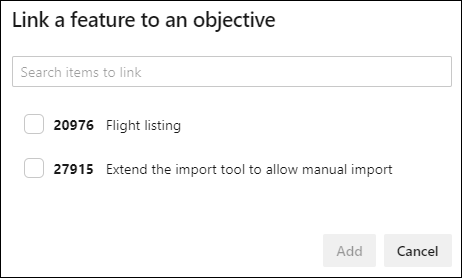 Link a feature to an objective
Search items to link
20976 Flight listing
27915 Extend the import tool to allow manual import
Add Cancel